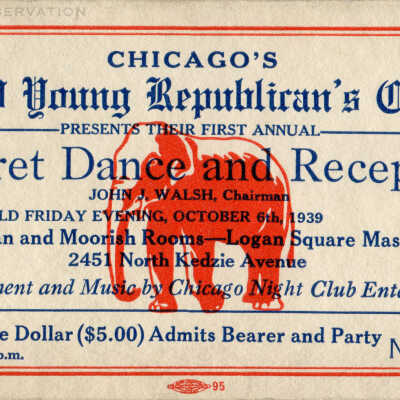 SERVATION
CHICAGO'S
d Young Republican's C
PRESENTS THEIR FIRST ANNUAL
ret Dance and Recep
JOHN J. WALSH, Chairman
LD FRIDAY EVENING, OCTOBER 6th, 1939
an and Moorish Rooms—Logan Square Mas
2451 North Kedzie Avenue
ment and Music by Chicago Night Club Ente
e Dollar ($5.00) Admits Bearer and Party
p.m.
N
95